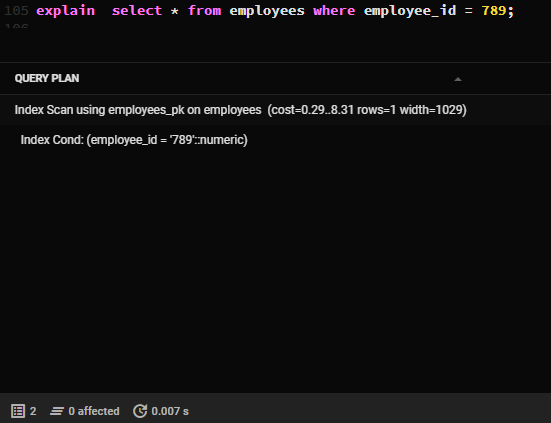 105 explain  select * from employees where employee_id = 789;
106
QUERY PLAN
Index Scan using employees_pk on employees  (cost=0.29..8.31 rows=1 width=1029)
Index Cond: (employee_id = '789'::numeric)
2 0 affected 0.007 s